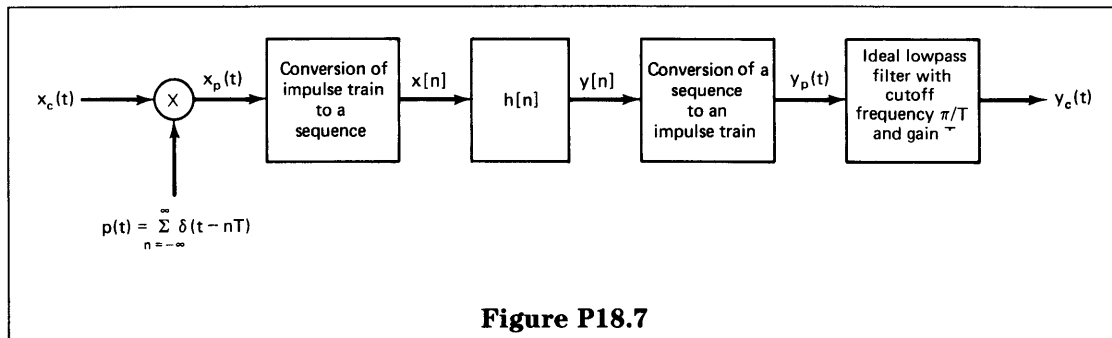 x_c(t)
X
x_p(t)
Conversion of
impulse train
to a
sequence
x[n]
h[n]
y[n]
Conversion of a
sequence
to an
impulse train
y_p(t)
Ideal lowpass
filter with
cutoff
frequency π/T
and gain T
y_c(t)
p(t) = Σ δ(t − nT)
∞
n = −∞
Figure P18.7